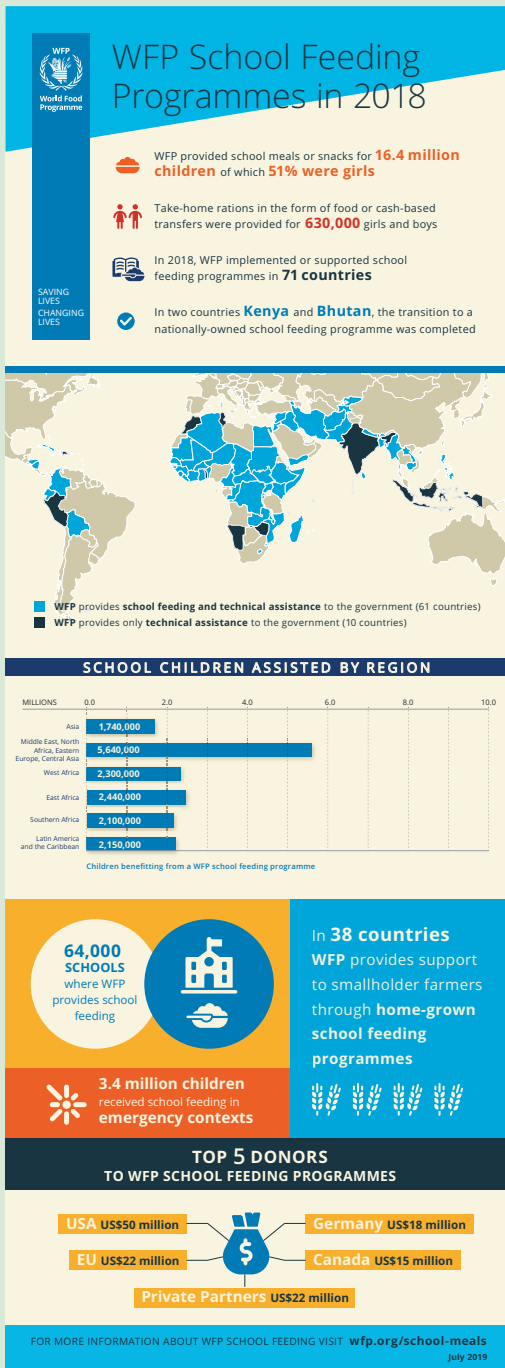 WFP
World Food
Programme
WFP School Feeding
Programmes in 2018
WFP provided school meals or snacks for 16.4 million
children of which 51% were girls
Take-home rations in the form of food or cash-based
transfers were provided for 630,000 girls and boys
In 2018, WFP implemented or supported school
feeding programmes in 71 countries
SAVING
LIVES
CHANGING
LIVES
In two countries Kenya and Bhutan, the transition to a
nationally-owned school feeding programme was completed
WFP provides school feeding and technical assistance to the government (61 countries)
WFP provides only technical assistance to the government (10 countries)
SCHOOL CHILDREN ASSISTED BY REGION
MILLIONS 0.0 2.0 4.0 6.0 8.0 10.0
Asia 1,740,000
Middle East, North
Africa, Eastern
Europe, Central Asia
5,640,000
West Africa 2,300,000
East Africa 2,440,000
Southern Africa 2,100,000
Latin America
and the Caribbean
2,150,000
Children benefitting from a WFP school feeding programme
64,000
SCHOOLS
where WFP
provides school
feeding
In 38 countries
WFP provides support
to smallholder farmers
through home-grown
school feeding
programmes
3.4 million children
received school feeding in
emergency contexts
TOP 5 DONORS
TO WFP SCHOOL FEEDING PROGRAMMES
USA US$50 million
Germany US$18 million
EU US$22 million
Canada US$15 million
Private Partners US$22 million
FOR MORE INFORMATION ABOUT WFP SCHOOL FEEDING VISIT wfp.org/school-meals
July 2019